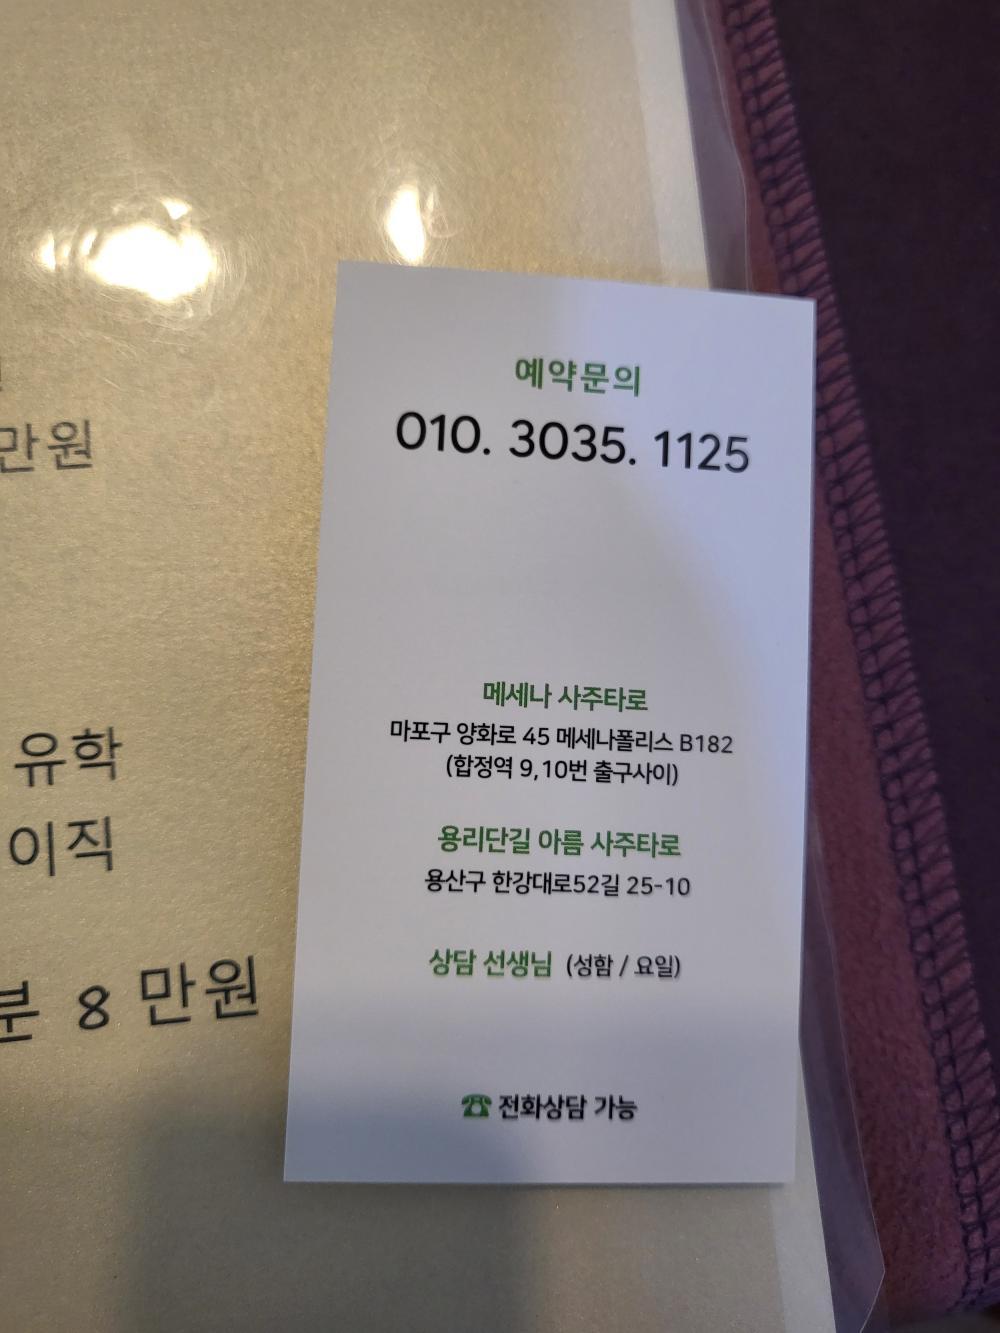 만원
유학
이직
분 8 만원
예약문의
010. 3035. 1125
메세나 사주타로
마포구 양화로 45 메세나폴리스 B182
(합정역 9,10번 출구사이)
용리단길 아름 사주타로
용산구 한강대로52길 25-10
상담 선생님 (성함 / 요일)
☎ 전화상담 가능